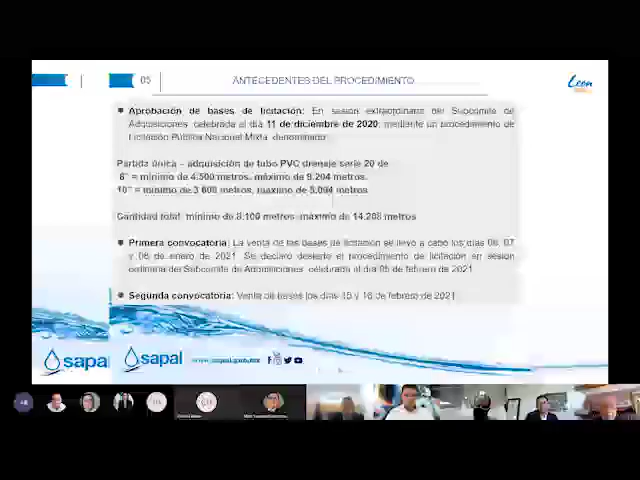 05 ANTECEDENTES DEL PROCEDIMIENTO
León
Aprobación de bases de licitación: En sesión extraordinaria del Subcomité de
Adquisiciones celebrada el día 11 de diciembre de 2020, mediante un procedimiento de
Licitación Pública Nacional Mixta denominado:
Partida única – adquisición de tubo PVC drenaje serie 20 de
6" = mínimo de 4,500 metros, máximo de 9,204 metros.
10" = mínimo de 3,600 metros, máximo de 5,004 metros
Cantidad total mínimo de 8,100 metros máximo de 14,208 metros
Primera convocatoria: La venta de las bases de licitación se llevó a cabo los días 06, 07
y 08 de enero de 2021. Se declaró desierto el procedimiento de licitación en sesión
ordinaria del Subcomité de Adquisiciones celebrada el día 05 de febrero de 2021
Segunda convocatoria: Venta de bases los días 15 y 16 de febrero de 2021
sapal sapal www.sapal.gob.mx